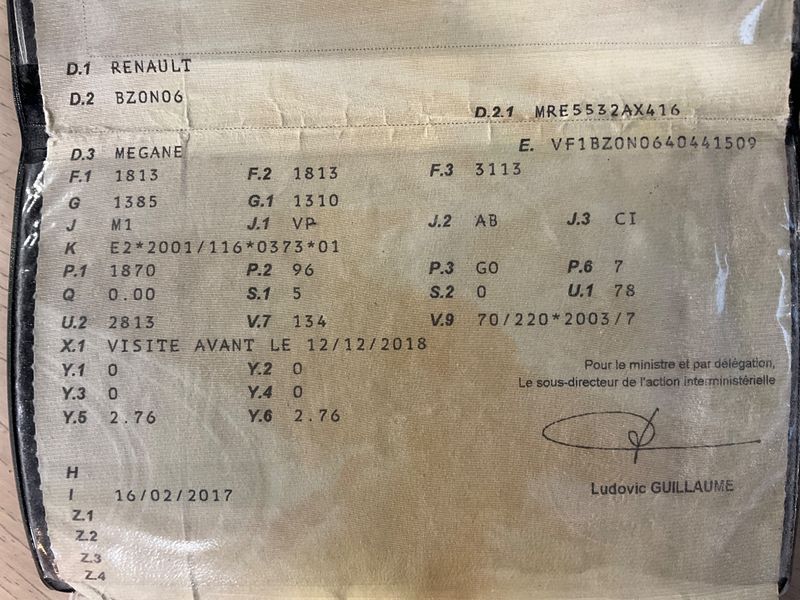 D.1 RENAULT
D.2 BZ0N06
D.2.1 MRE5532AX416
D.3 MEGANE E. VF1BZ0N0640441509
F.1 1813 F.2 1813 F.3 3113
G 1385 G.1 1310
J M1 J.1 VP J.2 AB J.3 CI
K E2*2001/116*0373*01
P.1 1870 P.2 96 P.3 GO P.6 7
Q 0.00 S.1 5 S.2 0 U.1 78
U.2 2813 V.7 134 V.9 70/220*2003/7
X.1 VISITE AVANT LE 12/12/2018
Y.1 0 Y.2 0
Y.3 0 Y.4 0
Y.5 2.76 Y.6 2.76
Pour le ministre et par délégation,
Le sous-directeur de l'action interministérielle
Ludovic GUILLAUME
H
I 16/02/2017
Z.1
Z.2
Z.3
Z.4